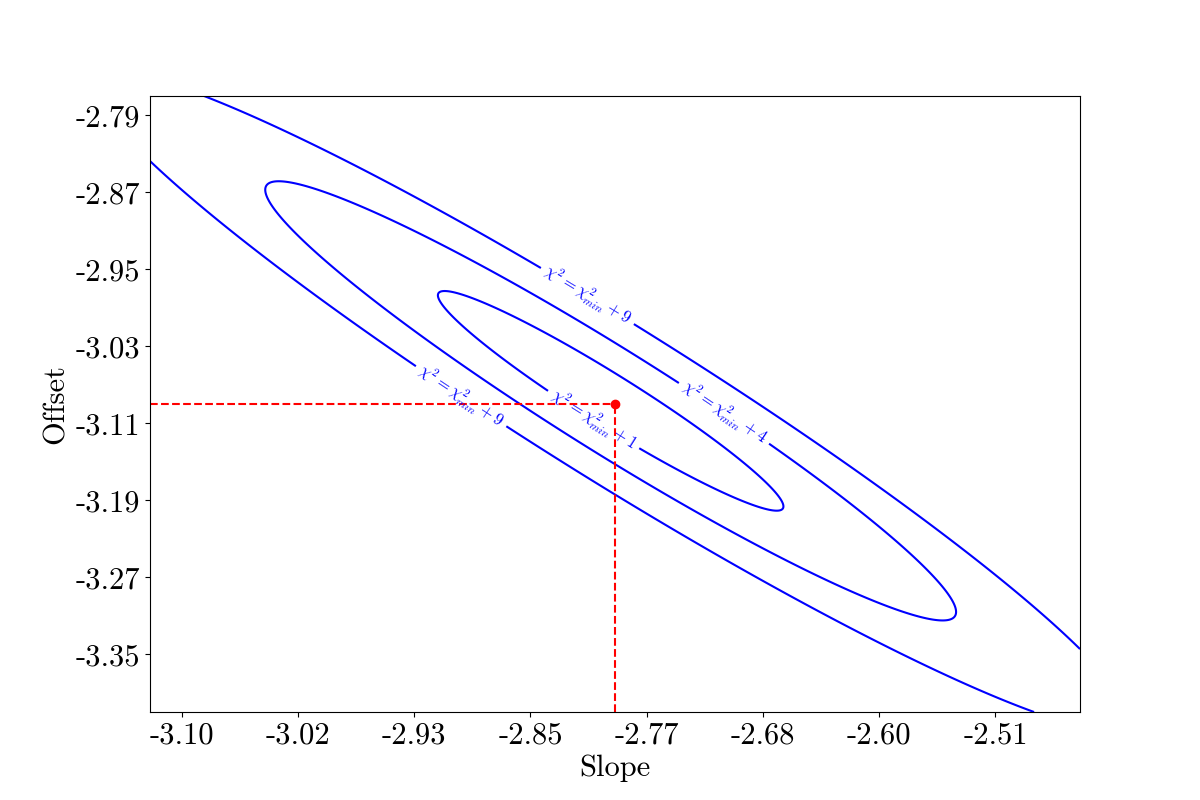 -2.79
-2.87
-2.95
-3.03
-3.11
-3.19
-3.27
-3.35
Offset
χ² = χ²min + 9
χ² = χ²min + 4
χ² = χ²min + 9
χ² = χ²min + 1
-3.10 -3.02 -2.93 -2.85 -2.77 -2.68 -2.60 -2.51
Slope